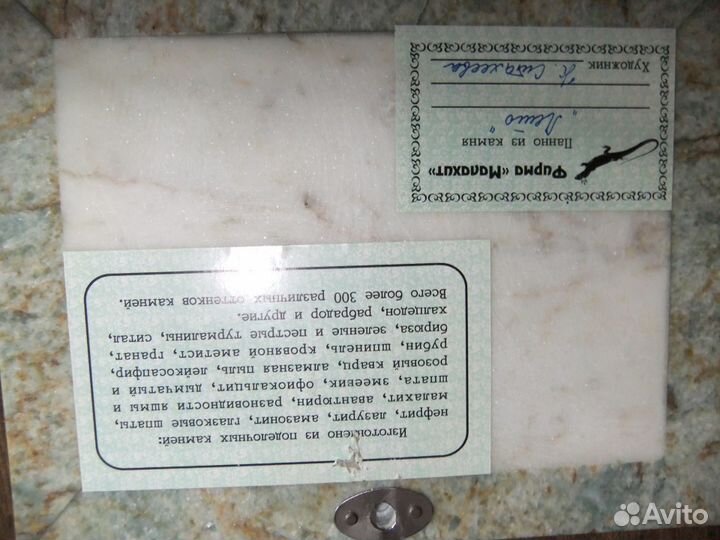 Фирма «Малахит»
Панно из камня
„Лето"
Художник К. Ситахеева
Изготовлено из поделочных камней:
нефрит, лазурит, амазонит, глазковые шпаты,
малахит, авантюрин, разновидности яшмы и
шпата, змеевик, офиокальцит, дымчатый и
розовый кварц, алмазная пыль, лейкосапфир,
рубин, шпинель, кровяной аметист, гранат,
бирюза, зеленые и пестрые турмалины, ситал,
халцедон, рабрадор и другие.
Всего более 300 различных оттенков камней.
Avito